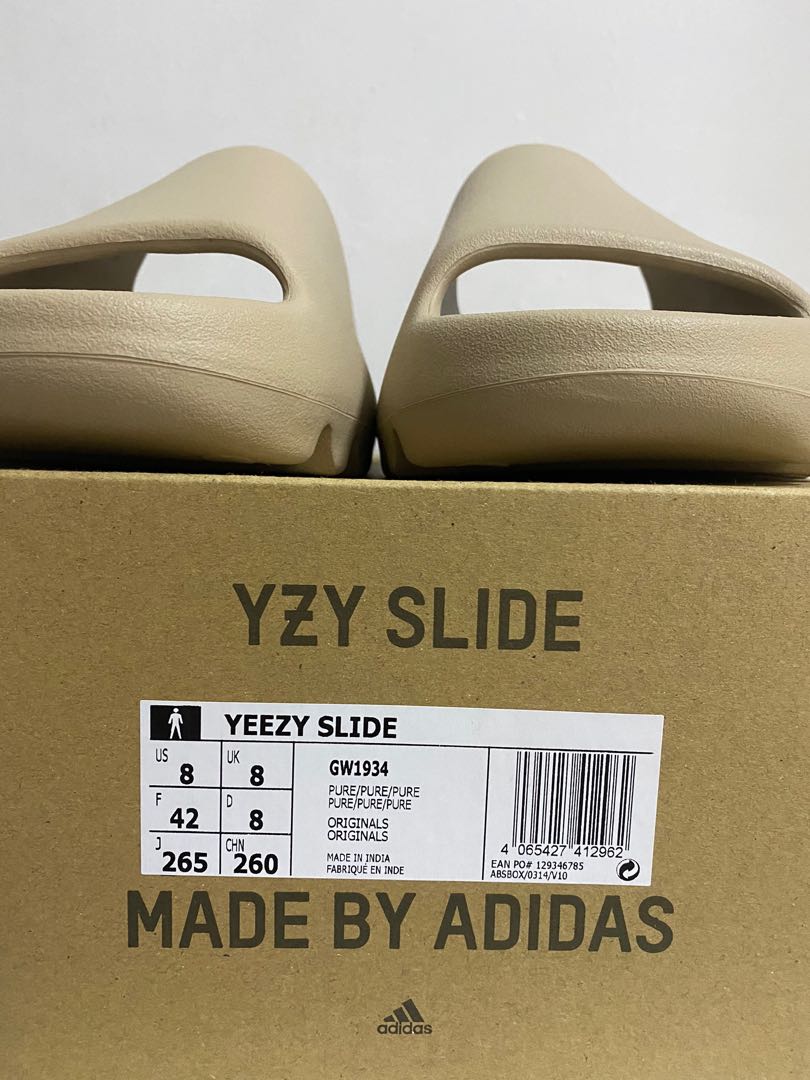 YZY SLIDE
YEEZY SLIDE
US 8 UK 8
F 42 D 8
J 265 CHN 260
GW1934
PURE/PURE/PURE
PURE/PURE/PURE
ORIGINALS
ORIGINALS
MADE IN INDIA
FABRIQUÉ EN INDE
4 065427 412962
EAN PO# 129346785
ABSBOX/0314/V10
MADE BY ADIDAS
adidas